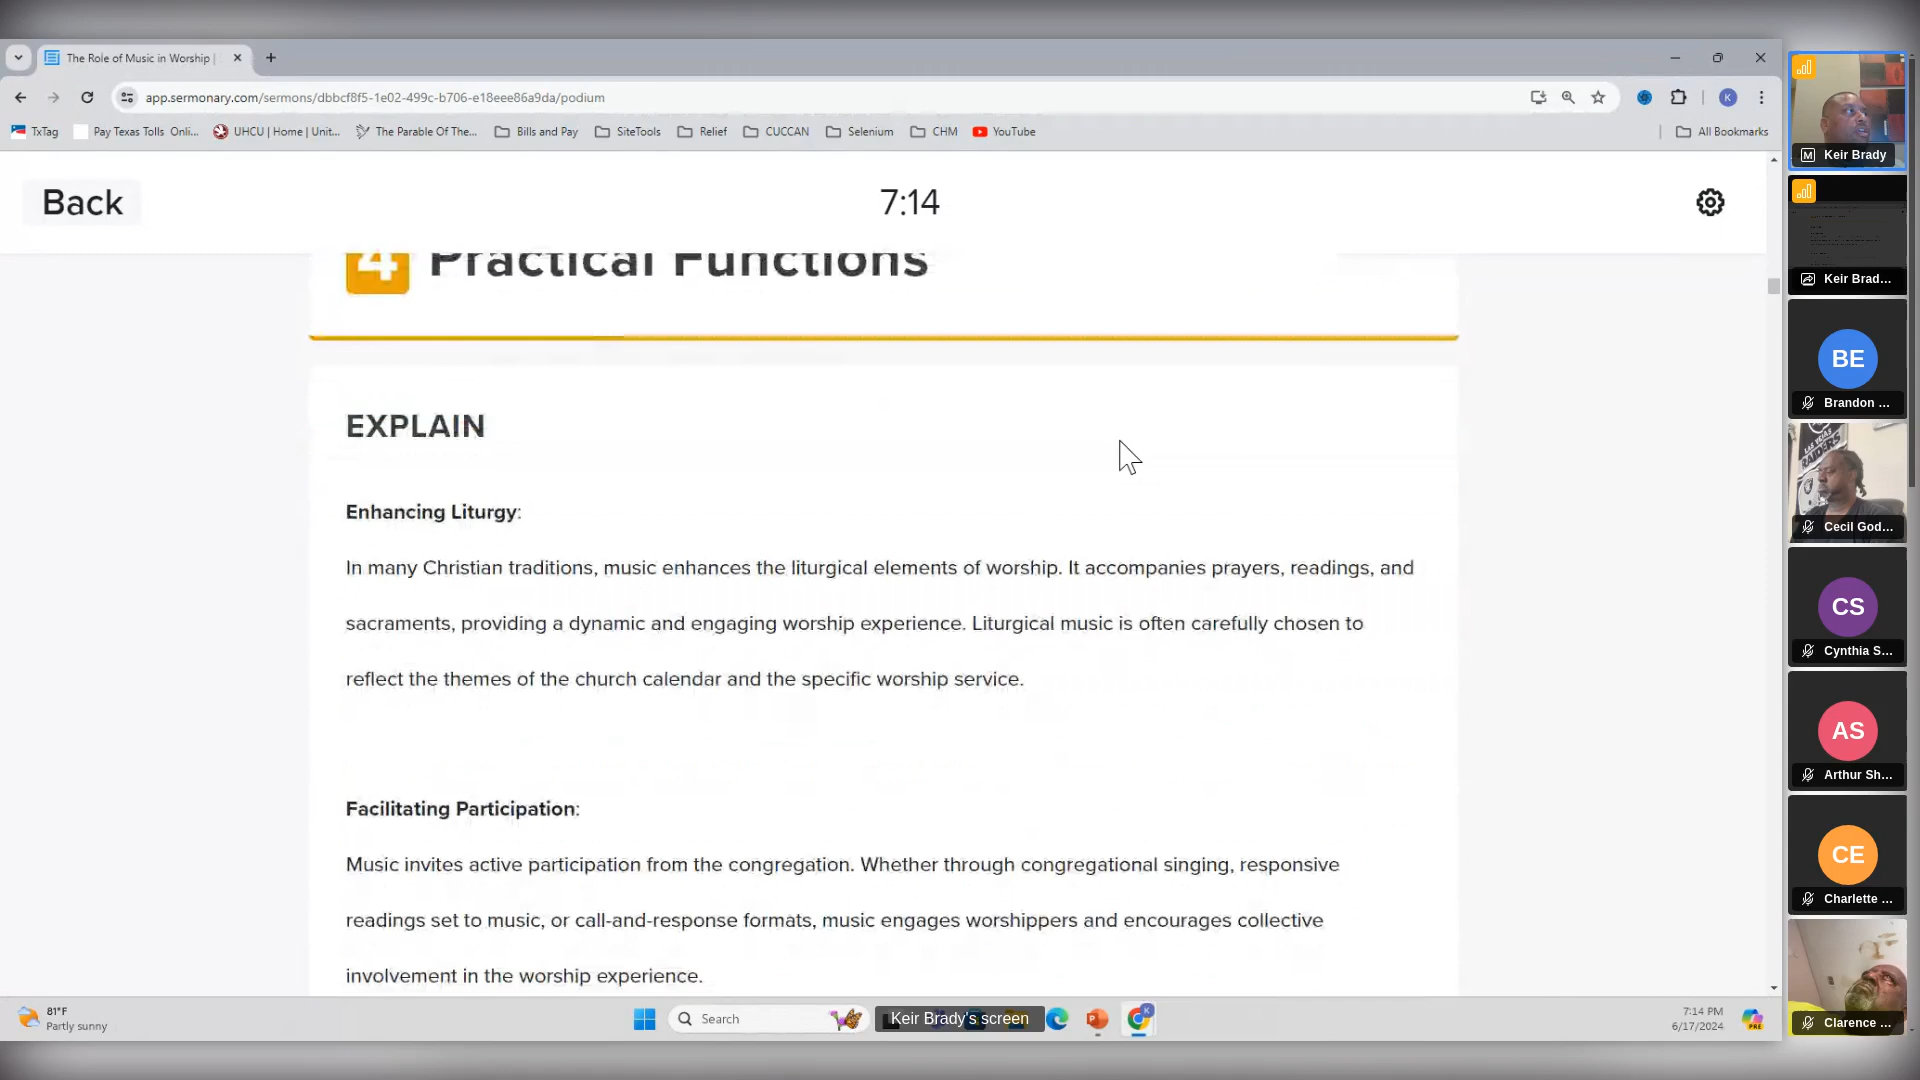 The Role of Music in Worship |
app.sermonary.com/sermons/dbbcf8f5-1e02-499c-b706-e18eee86a9da/podium
K
TxTag
Pay Texas Tolls Onli...
UHCU | Home | Unit...
The Parable Of The...
Bills and Pay
SiteTools
Relief
CUCCAN
Selenium
CHM
YouTube
All Bookmarks
Back
7:14
4 Practical Functions
EXPLAIN
Enhancing Liturgy:
In many Christian traditions, music enhances the liturgical elements of worship. It accompanies prayers, readings, and
sacraments, providing a dynamic and engaging worship experience. Liturgical music is often carefully chosen to
reflect the themes of the church calendar and the specific worship service.
Facilitating Participation:
Music invites active participation from the congregation. Whether through congregational singing, responsive
readings set to music, or call-and-response formats, music engages worshippers and encourages collective
involvement in the worship experience.
81°F
Partly sunny
Search
Keir Brady's screen
7:14 PM
6/17/2024
PRE
M Keir Brady
Keir Brad...
BE
Brandon ...
LAS VEGAS
RAIDERS
Cecil God...
CS
Cynthia S...
AS
Arthur Sh...
CE
Charlette ...
Clarence ...